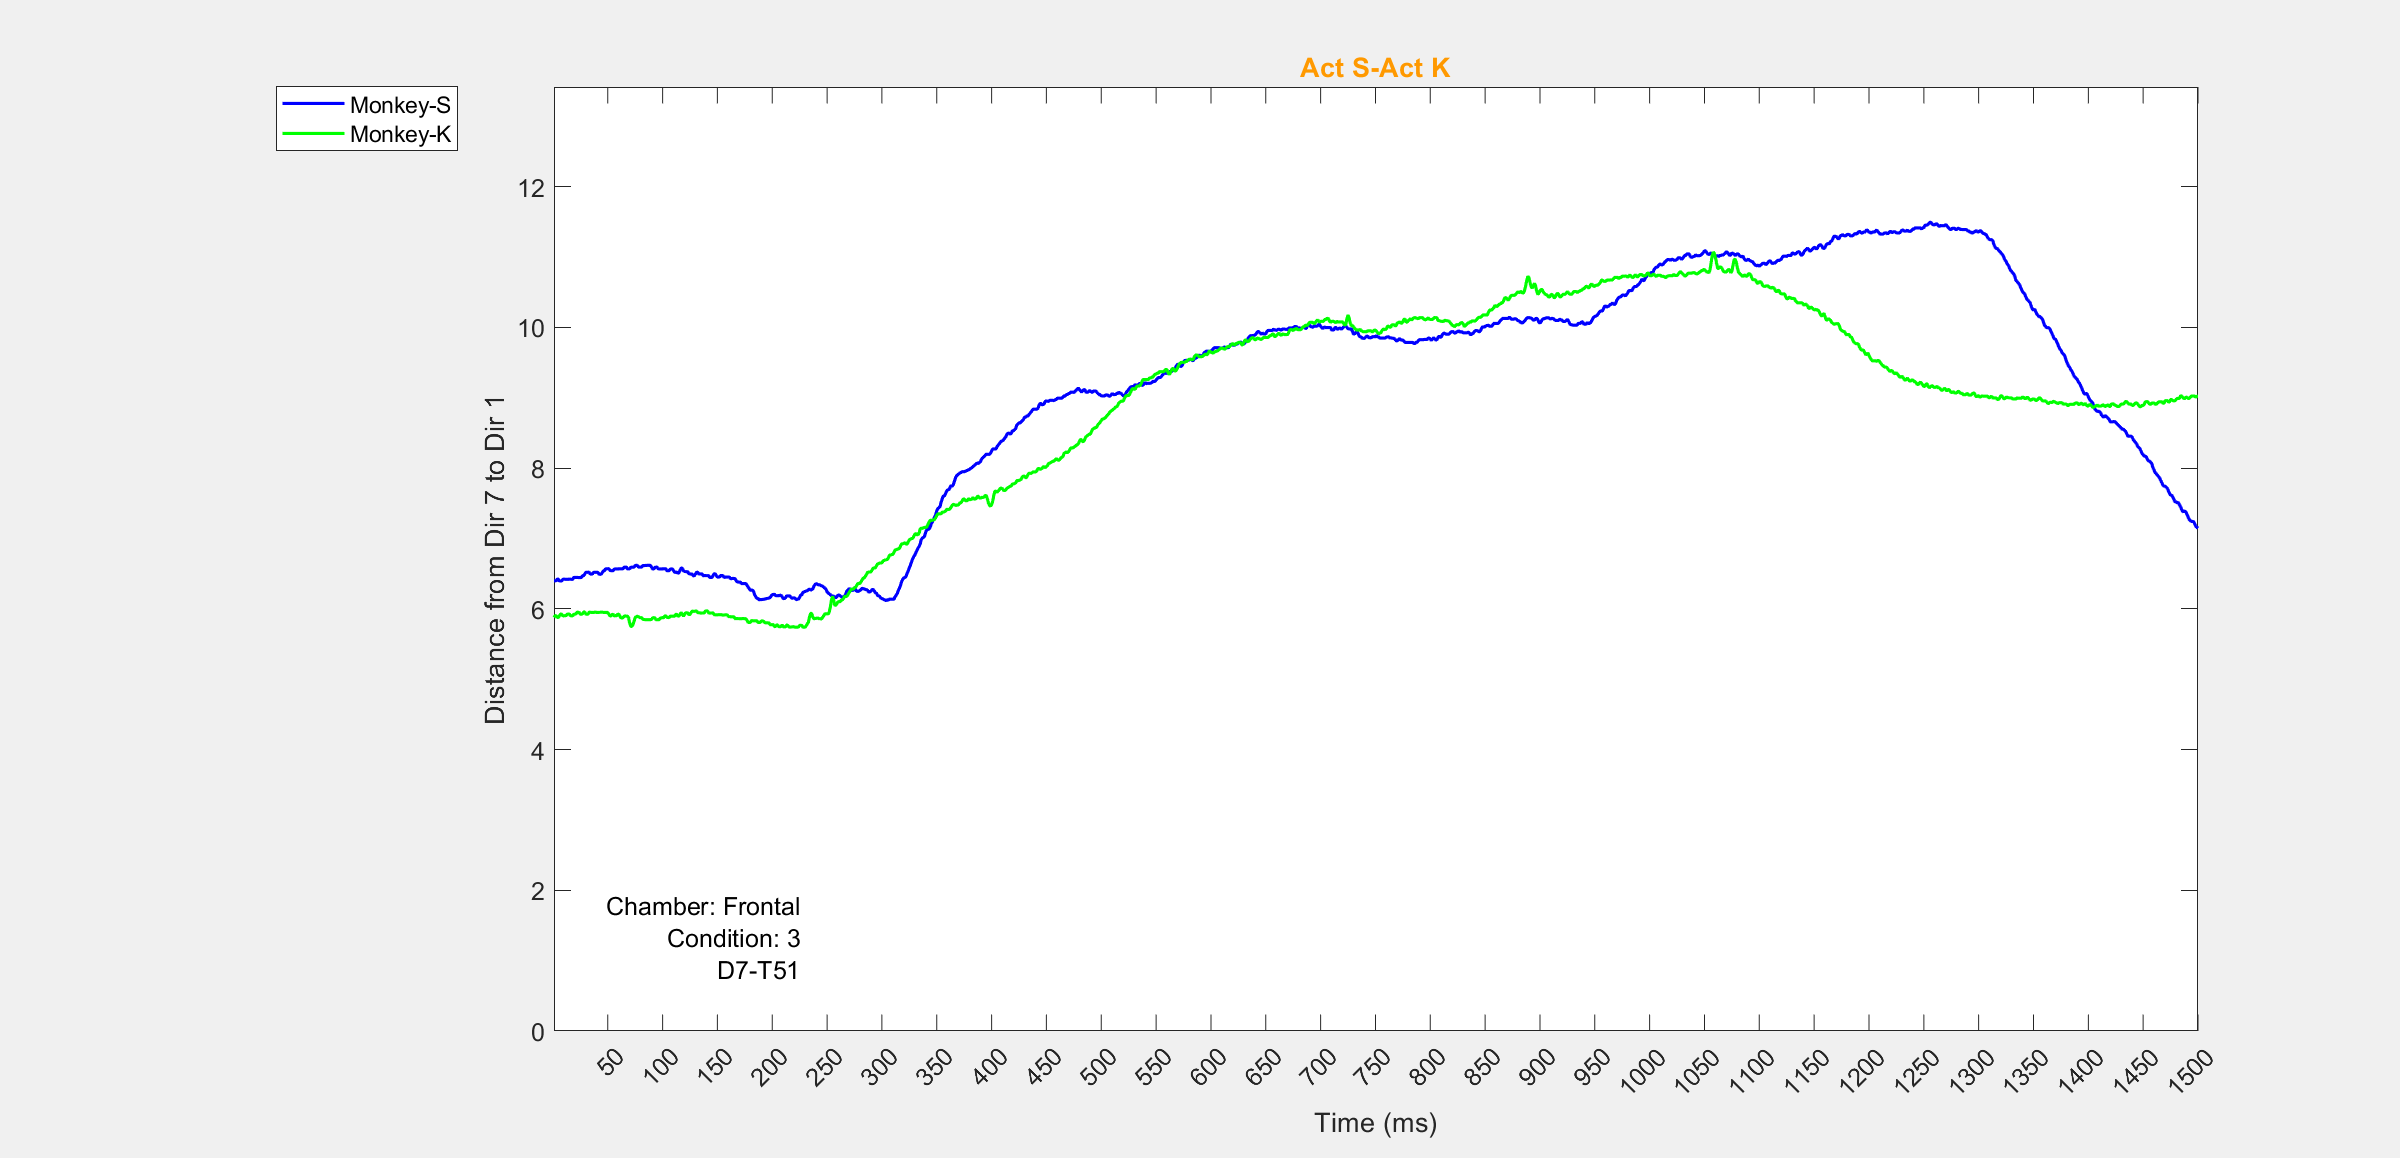 Act S-Act K
Monkey-S
Monkey-K
Distance from Dir 7 to Dir 1
12
10
8
6
4
2
0
Chamber: Frontal
Condition: 3
D7-T51
50 100 150 200 250 300 350 400 450 500 550 600 650 700 750 800 850 900 950 1000 1050 1100 1150 1200 1250 1300 1350 1400 1450 1500
Time (ms)